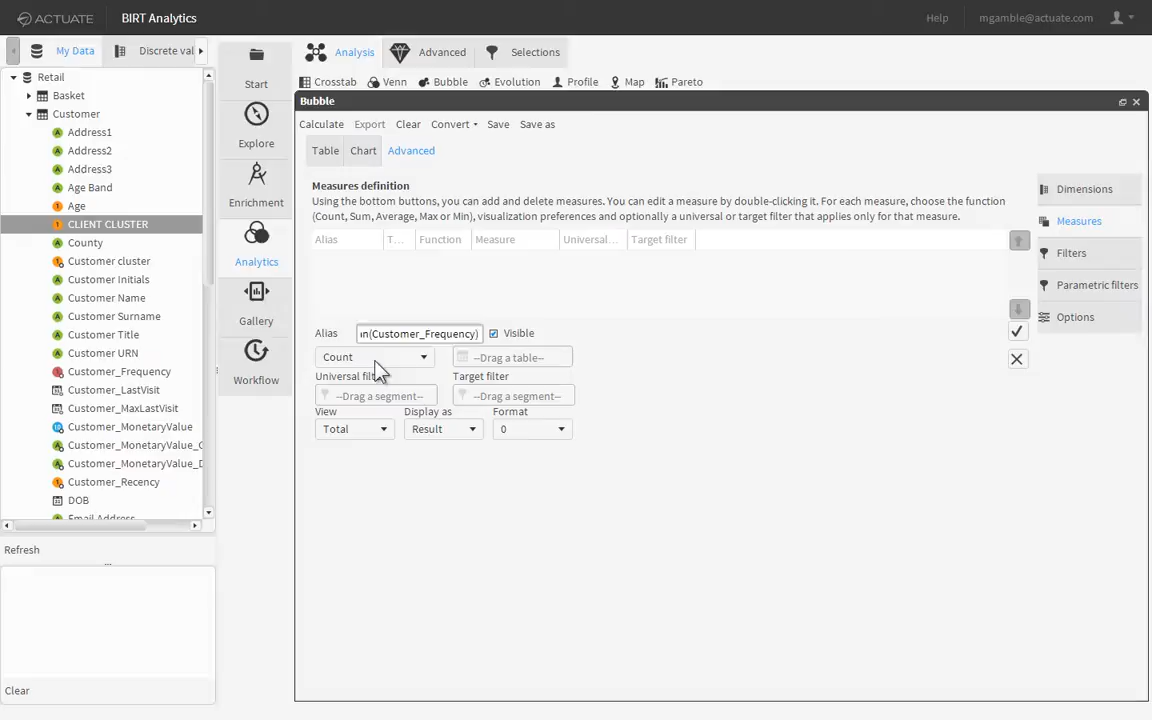 ACTUATE
BIRT Analytics
Help
mgamble@actuate.com
My Data
Discrete val
Analysis
Advanced
Selections
Retail
Basket
Customer
Address1
Address2
Address3
Age Band
Age
CLIENT CLUSTER
County
Customer cluster
Customer Initials
Customer Name
Customer Surname
Customer Title
Customer URN
Customer_Frequency
Customer_LastVisit
Customer_MaxLastVisit
Customer_MonetaryValue
Customer_MonetaryValue_
Customer_MonetaryValue_D
Customer_Recency
DOB
Email Address
Refresh
Clear
Start
Explore
Enrichment
Analytics
Gallery
Workflow
Crosstab Venn Bubble Evolution Profile Map Pareto
Bubble
Calculate Export Clear Convert Save Save as
Table Chart Advanced
Measures definition
Using the bottom buttons, you can add and delete measures. You can edit a measure by double-clicking it. For each measure, choose the function
(Count, Sum, Average, Max or Min), visualization preferences and optionally a universal or target filter that applies only for that measure.
Alias T... Function Measure Universal... Target filter
Alias n(Customer_Frequency) Visible
Count --Drag a table--
Universal filt Target filter
--Drag a segment-- --Drag a segment--
View Display as Format
Total Result 0
Dimensions
Measures
Filters
Parametric filters
Options